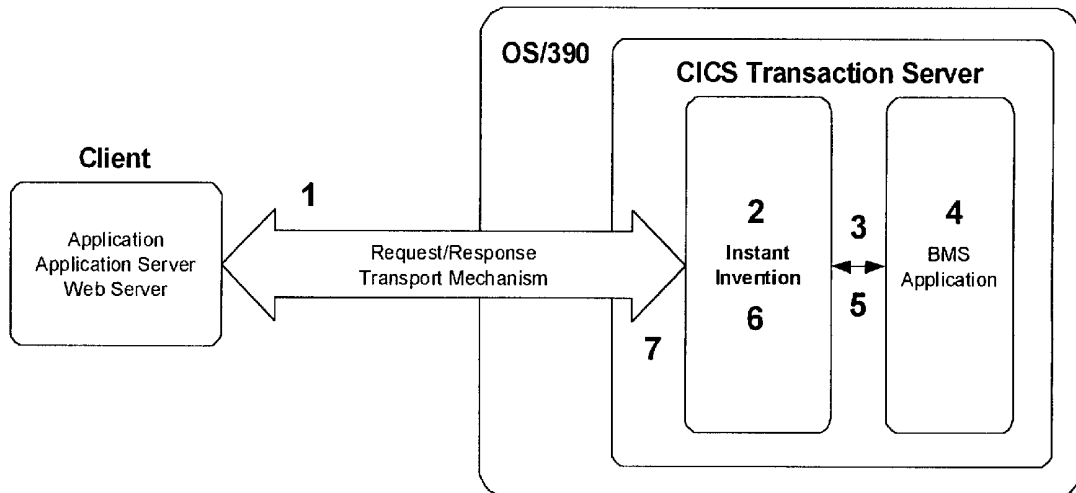 OS/390
CICS Transaction Server
Client
Application
Application Server
Web Server
1
Request/Response
Transport Mechanism
2
Instant
Invention
6
7
3
5
4
BMS
Application